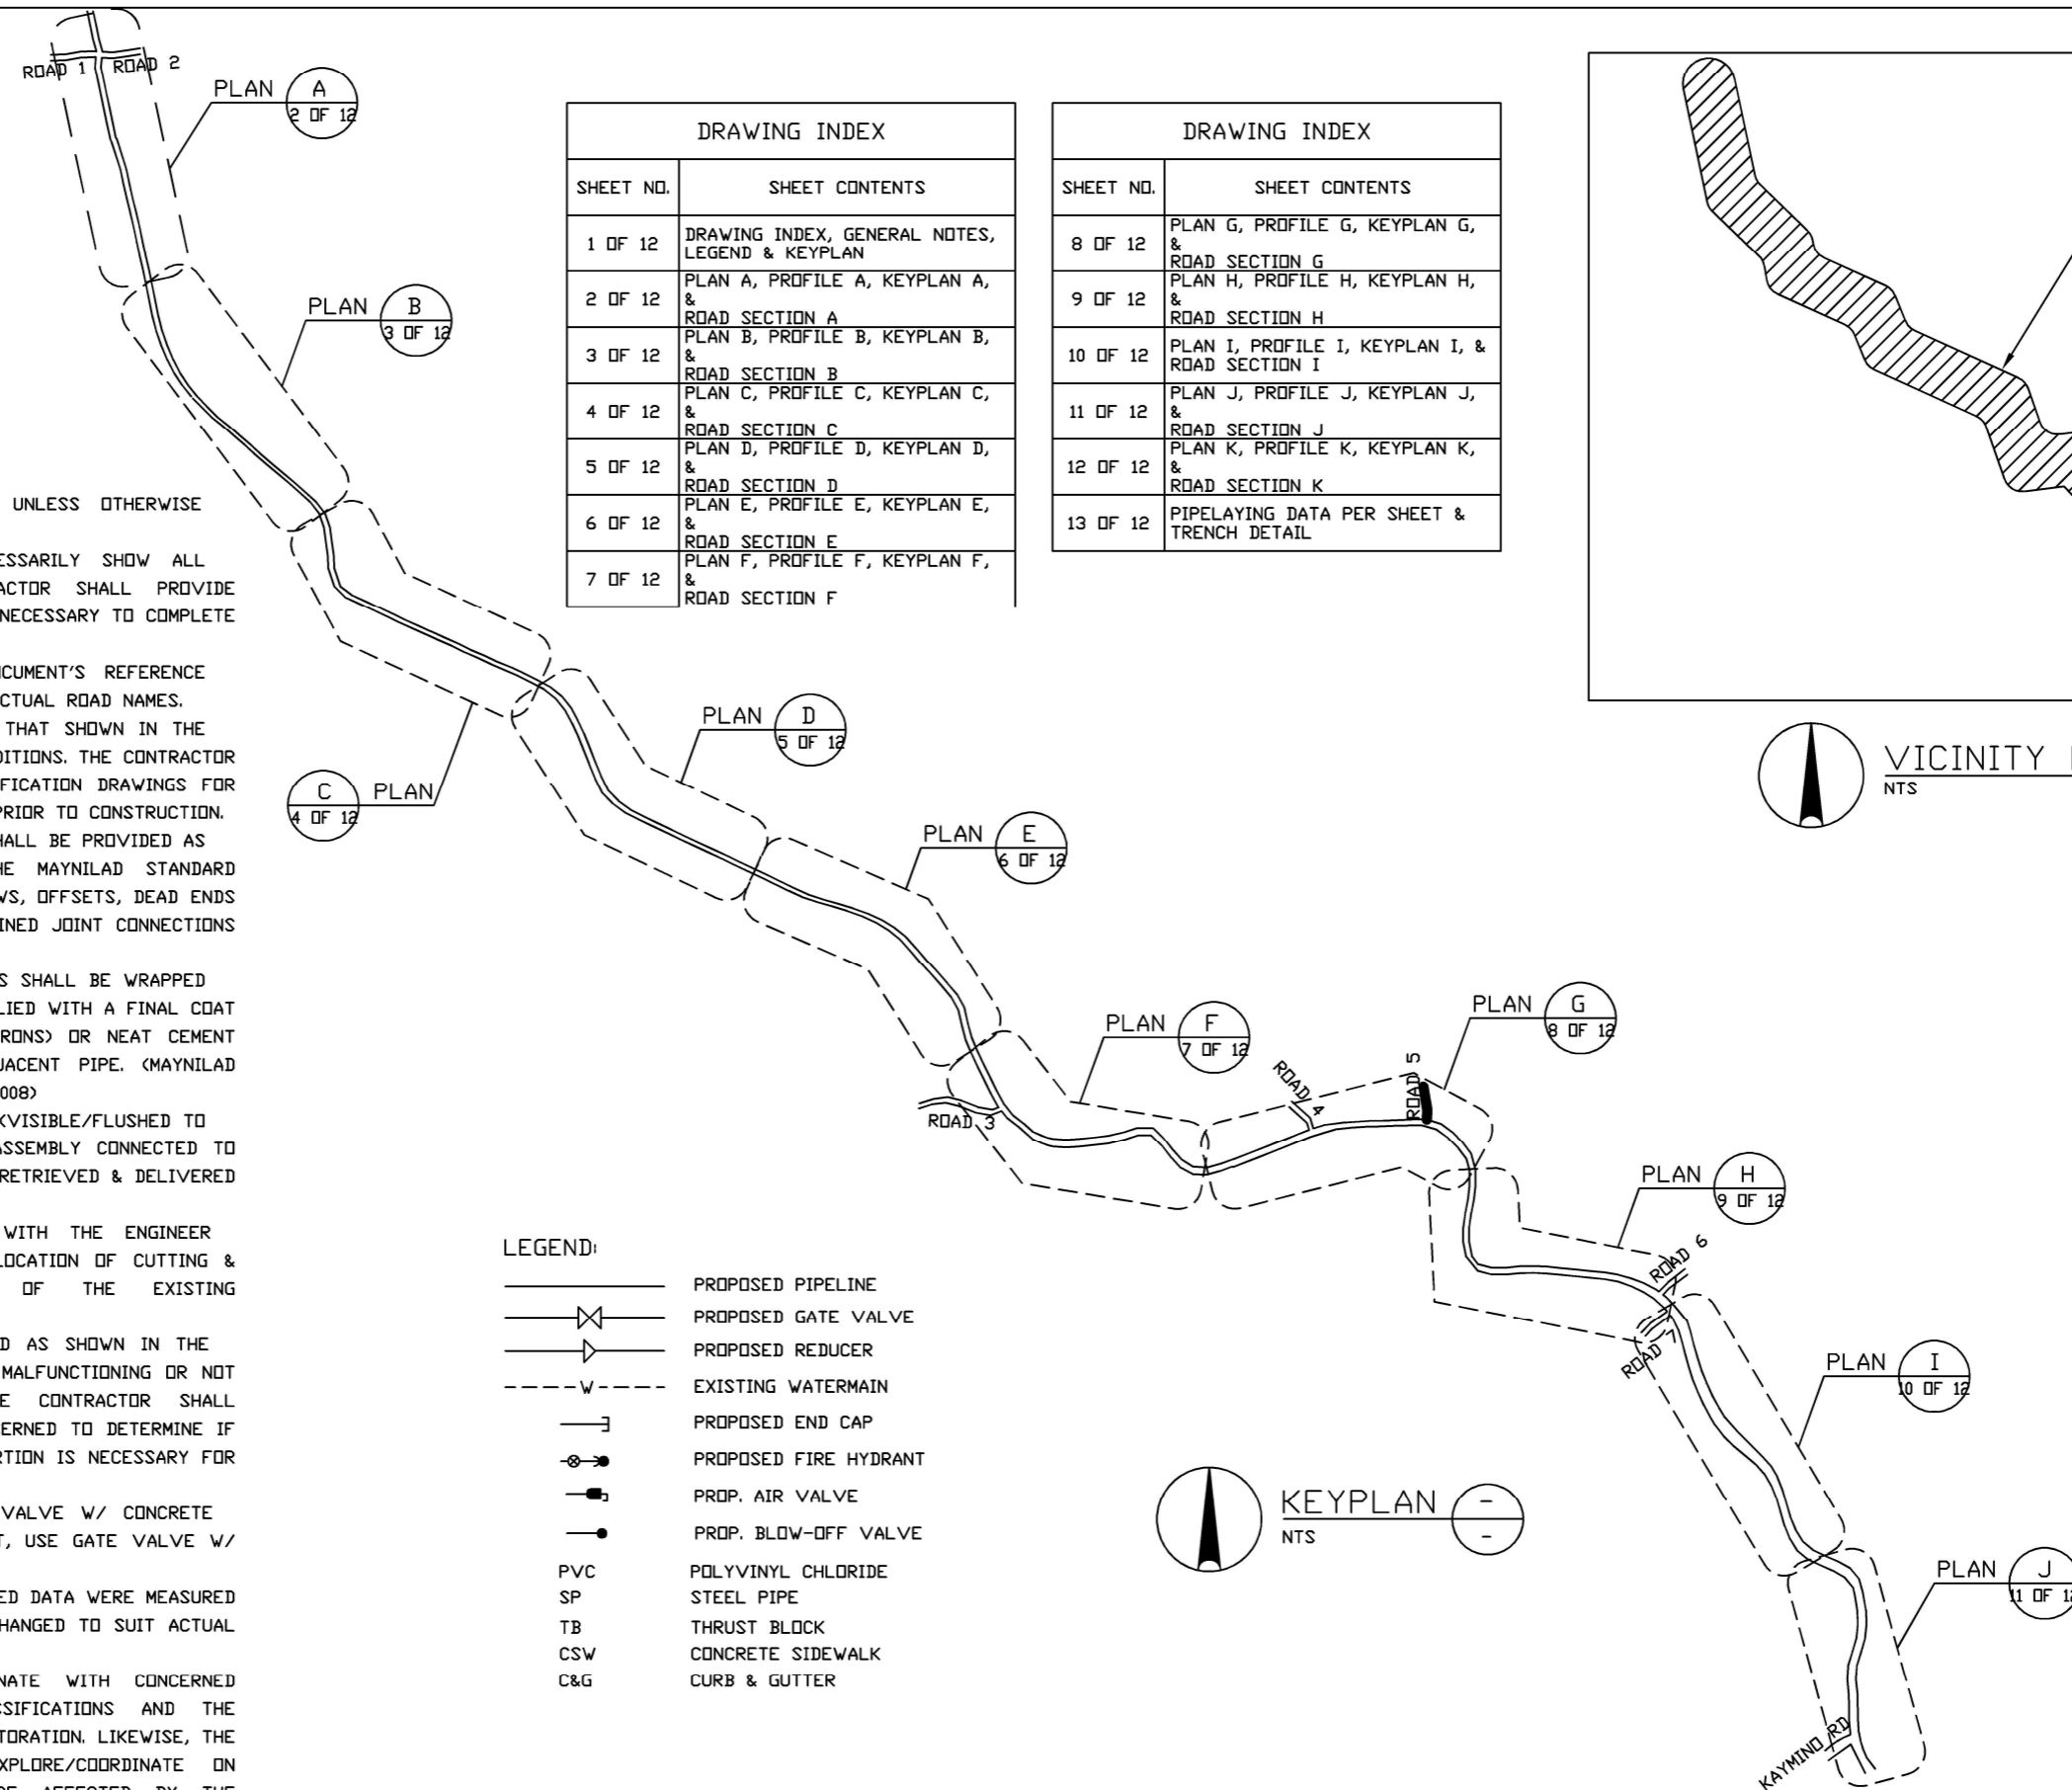 ROAD 1
ROAD 2
PLAN A
2 OF 12
PLAN B
3 OF 12
DRAWING INDEX
SHEET NO. SHEET CONTENTS
1 OF 12 DRAWING INDEX, GENERAL NOTES,
LEGEND & KEYPLAN
2 OF 12 PLAN A, PROFILE A, KEYPLAN A,
&
ROAD SECTION A
3 OF 12 PLAN B, PROFILE B, KEYPLAN B,
&
ROAD SECTION B
4 OF 12 PLAN C, PROFILE C, KEYPLAN C,
&
ROAD SECTION C
5 OF 12 PLAN D, PROFILE D, KEYPLAN D,
&
ROAD SECTION D
6 OF 12 PLAN E, PROFILE E, KEYPLAN E,
&
ROAD SECTION E
7 OF 12 PLAN F, PROFILE F, KEYPLAN F,
&
ROAD SECTION F
DRAWING INDEX
SHEET NO. SHEET CONTENTS
8 OF 12 PLAN G, PROFILE G, KEYPLAN G,
&
ROAD SECTION G
9 OF 12 PLAN H, PROFILE H, KEYPLAN H,
&
ROAD SECTION H
10 OF 12 PLAN I, PROFILE I, KEYPLAN I, &
ROAD SECTION I
11 OF 12 PLAN J, PROFILE J, KEYPLAN J,
&
ROAD SECTION J
12 OF 12 PLAN K, PROFILE K, KEYPLAN K,
&
ROAD SECTION K
13 OF 12 PIPELAYING DATA PER SHEET &
TRENCH DETAIL
VICINITY
NTS
UNLESS OTHERWISE
ESSARILY SHOW ALL
ACTOR SHALL PROVIDE
NECESSARY TO COMPLETE
OCUMENT'S REFERENCE
CTUAL ROAD NAMES.
THAT SHOWN IN THE
DITIONS. THE CONTRACTOR
IFICATION DRAWINGS FOR
PRIOR TO CONSTRUCTION.
HALL BE PROVIDED AS
HE MAYNILAD STANDARD
WS, OFFSETS, DEAD ENDS
INED JOINT CONNECTIONS
S SHALL BE WRAPPED
LIED WITH A FINAL COAT
RONS) OR NEAT CEMENT
JACENT PIPE. (MAYNILAD
008)
KVISIBLE/FLUSHED TO
ASSEMBLY CONNECTED TO
RETRIEVED & DELIVERED
WITH THE ENGINEER
LOCATION OF CUTTING &
OF THE EXISTING
D AS SHOWN IN THE
MALFUNCTIONING OR NOT
E CONTRACTOR SHALL
ERNED TO DETERMINE IF
RTION IS NECESSARY FOR
VALVE W/ CONCRETE
T, USE GATE VALVE W/
ED DATA WERE MEASURED
HANGED TO SUIT ACTUAL
NATE WITH CONCERNED
SSIFICATIONS AND THE
TORATION. LIKEWISE, THE
XPLORE/COORDINATE ON
AFFECTED BY THE
C PLAN
4 OF 12
PLAN D
5 OF 12
PLAN E
6 OF 12
PLAN F
7 OF 12
PLAN G
8 OF 12
ROAD 3
ROAD 4
ROAD 5
PLAN H
9 OF 12
ROAD 6
ROAD 7
PLAN I
10 OF 12
PLAN J
11 OF 12
KAYMINO RD
LEGEND:
PROPOSED PIPELINE
PROPOSED GATE VALVE
PROPOSED REDUCER
W EXISTING WATERMAIN
PROPOSED END CAP
PROPOSED FIRE HYDRANT
PROP. AIR VALVE
PROP. BLOW-OFF VALVE
PVC POLYVINYL CHLORIDE
SP STEEL PIPE
TB THRUST BLOCK
CSW CONCRETE SIDEWALK
C&G CURB & GUTTER
KEYPLAN -
NTS -